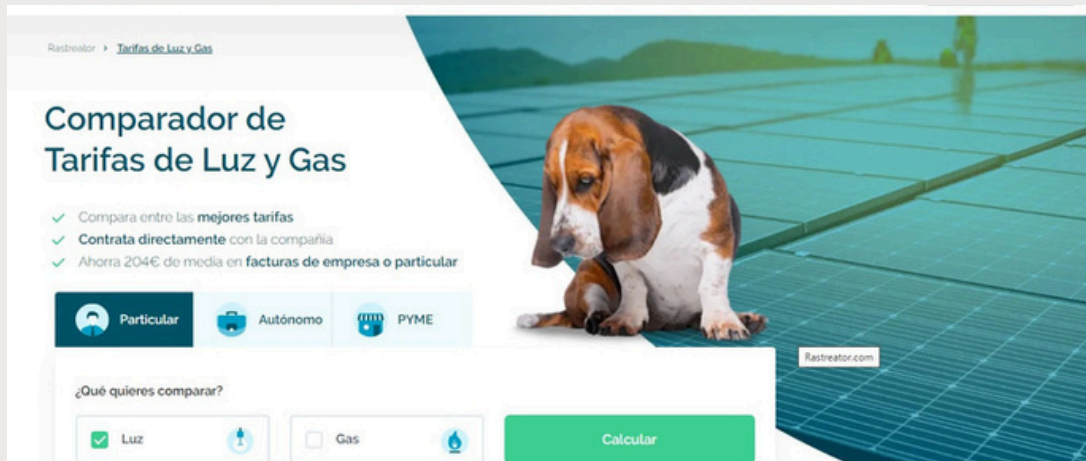 Rastreator > Tarifas de Luz y Gas
Comparador de
Tarifas de Luz y Gas
✓ Compara entre las mejores tarifas
✓ Contrata directamente con la compañía
✓ Ahorra 204€ de media en facturas de empresa o particular
Particular Autónomo PYME
Rastreator.com
¿Qué quieres comparar?
Luz Gas Calcular